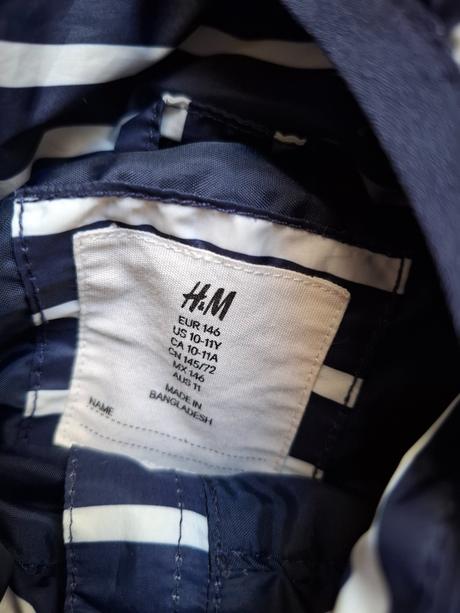 H&M
EUR 146
US 10-11Y
CA 10-11A
CN 145/72
MX 146
AUS 11
MADE IN
BANGLADESH
NAME